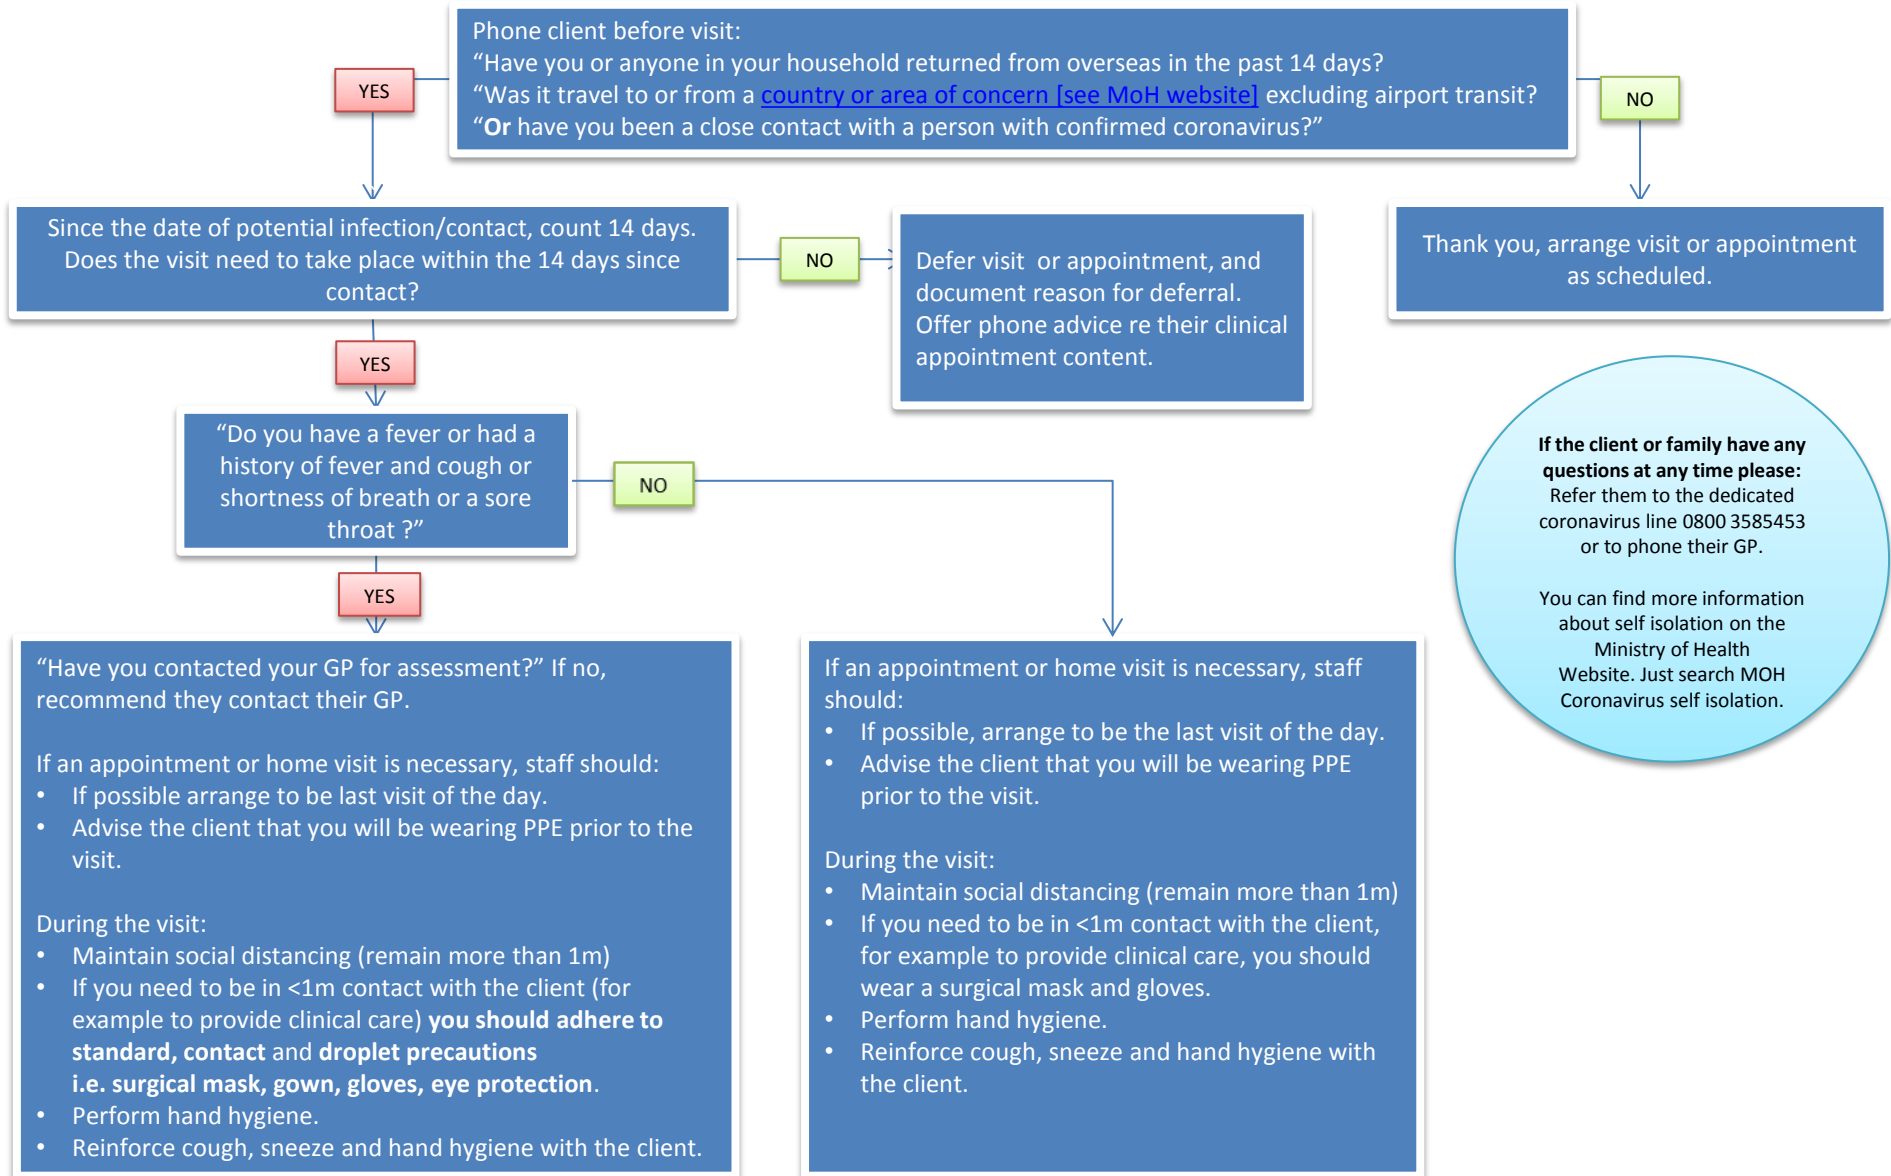 Phone client before visit:
“Have you or anyone in your household returned from overseas in the past 14 days?
“Was it travel to or from a country or area of concern [see MoH website] excluding airport transit?
“Or have you been a close contact with a person with confirmed coronavirus?”
YES
NO
Since the date of potential infection/contact, count 14 days.
Does the visit need to take place within the 14 days since
contact?
NO
Defer visit or appointment, and
document reason for deferral.
Offer phone advice re their clinical
appointment content.
Thank you, arrange visit or appointment
as scheduled.
YES
“Do you have a fever or had a
history of fever and cough or
shortness of breath or a sore
throat ?”
NO
YES
If the client or family have any
questions at any time please:
Refer them to the dedicated
coronavirus line 0800 3585453
or to phone their GP.
You can find more information
about self isolation on the
Ministry of Health
Website. Just search MOH
Coronavirus self isolation.
“Have you contacted your GP for assessment?” If no,
recommend they contact their GP.
If an appointment or home visit is necessary, staff should:
• If possible arrange to be last visit of the day.
• Advise the client that you will be wearing PPE prior to the
visit.
During the visit:
• Maintain social distancing (remain more than 1m)
• If you need to be in <1m contact with the client (for
example to provide clinical care) you should adhere to
standard, contact and droplet precautions
i.e. surgical mask, gown, gloves, eye protection.
• Perform hand hygiene.
• Reinforce cough, sneeze and hand hygiene with the client.
If an appointment or home visit is necessary, staff
should:
• If possible, arrange to be the last visit of the day.
• Advise the client that you will be wearing PPE
prior to the visit.
During the visit:
• Maintain social distancing (remain more than 1m)
• If you need to be in <1m contact with the client,
for example to provide clinical care, you should
wear a surgical mask and gloves.
• Perform hand hygiene.
• Reinforce cough, sneeze and hand hygiene with
the client.